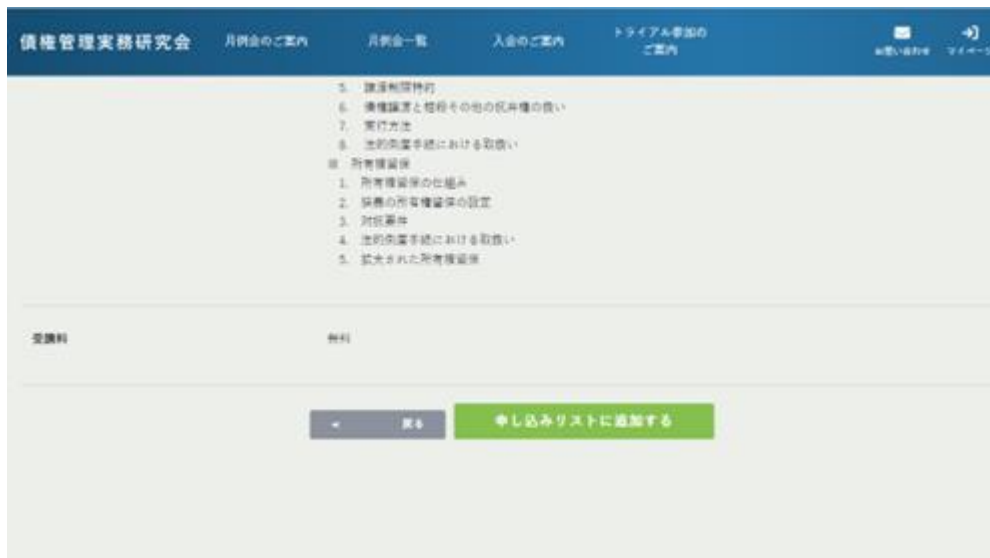 債権管理実務研究会
月例会のご案内
月例会一覧
入会のご案内
トライアル参加の
ご案内
お問い合わせ
マイページ
5. 譲渡制限特約
6. 債権譲渡と相殺その他の抗弁権の扱い
7. 実行方法
8. 法的倒産手続における取扱い
Ⅲ 所有権留保
1. 所有権留保の仕組み
2. 狭義の所有権留保の設定
3. 対抗要件
4. 法的倒産手続における取扱い
5. 拡大された所有権留保
受講料
無料
戻る
申し込みリストに追加する